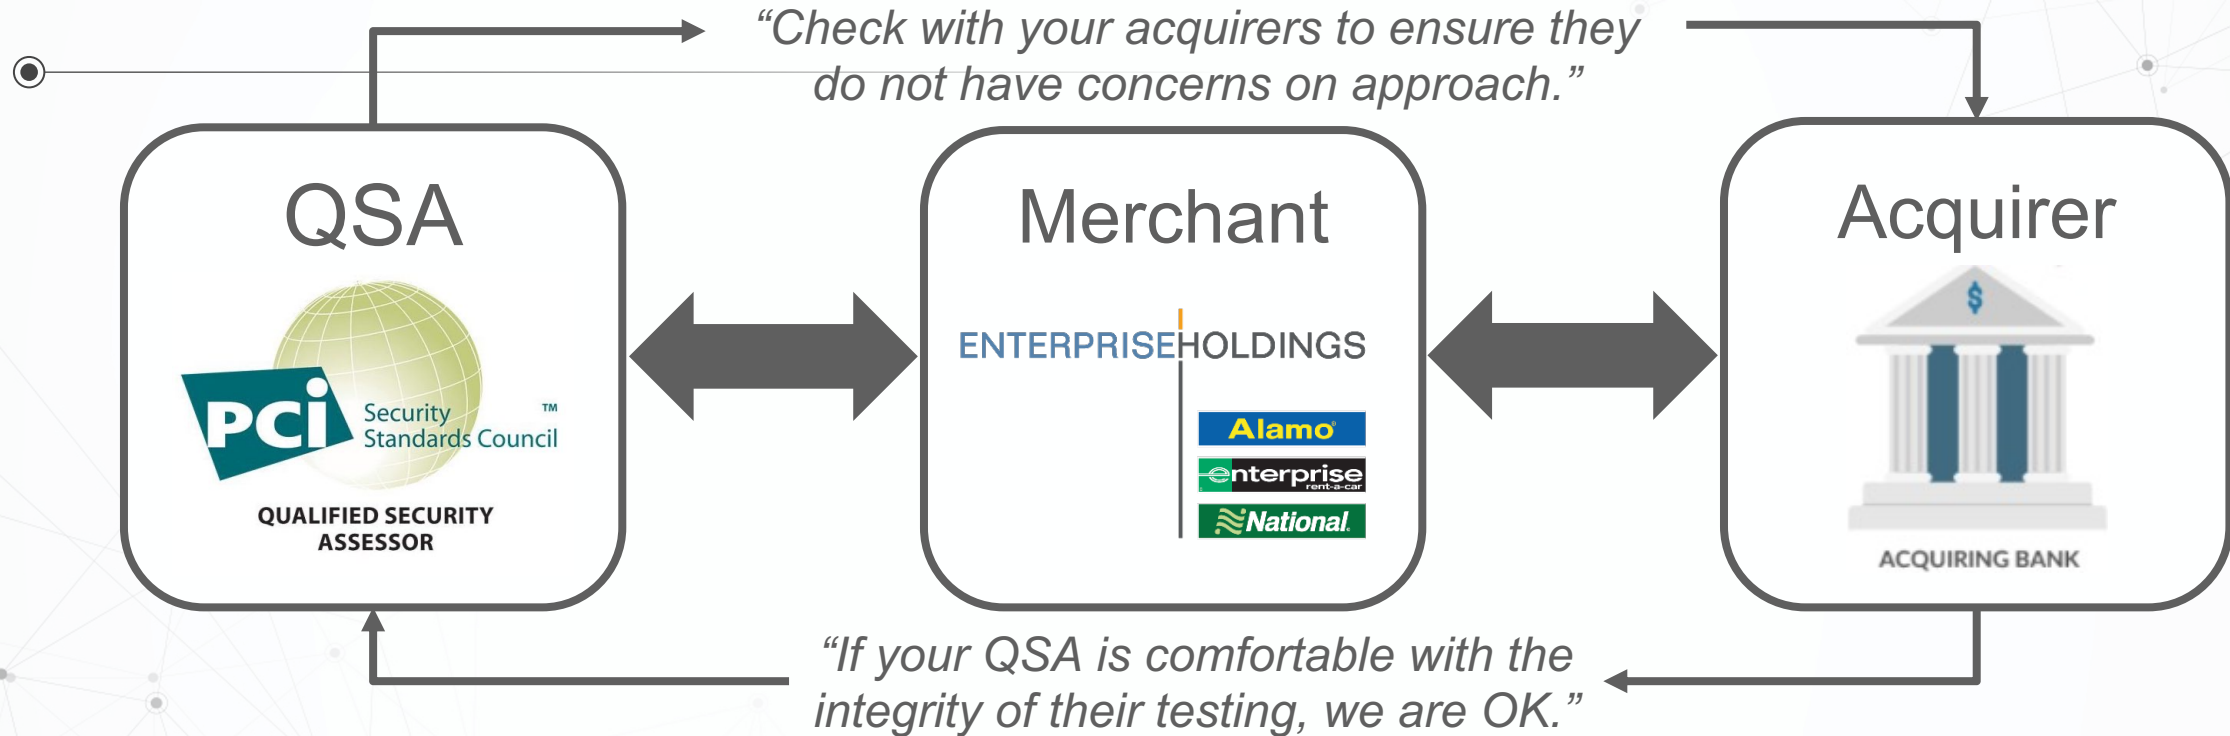 “Check with your acquirers to ensure they
do not have concerns on approach.”
QSA
PCi
Security
Standards Council
TM
QUALIFIED SECURITY
ASSESSOR
Merchant
ENTERPRISEHOLDINGS
Alamo
enterprise
rent-a-car
National
Acquirer
$
ACQUIRING BANK
“If your QSA is comfortable with the
integrity of their testing, we are OK.”